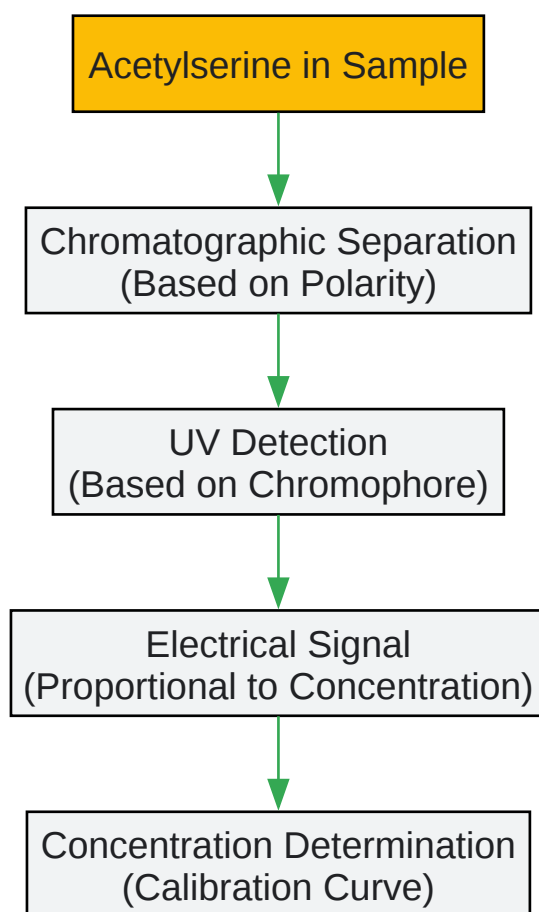 Acetylserine in Sample
Chromatographic Separation
(Based on Polarity)
UV Detection
(Based on Chromophore)
Electrical Signal
(Proportional to Concentration)
Concentration Determination
(Calibration Curve)